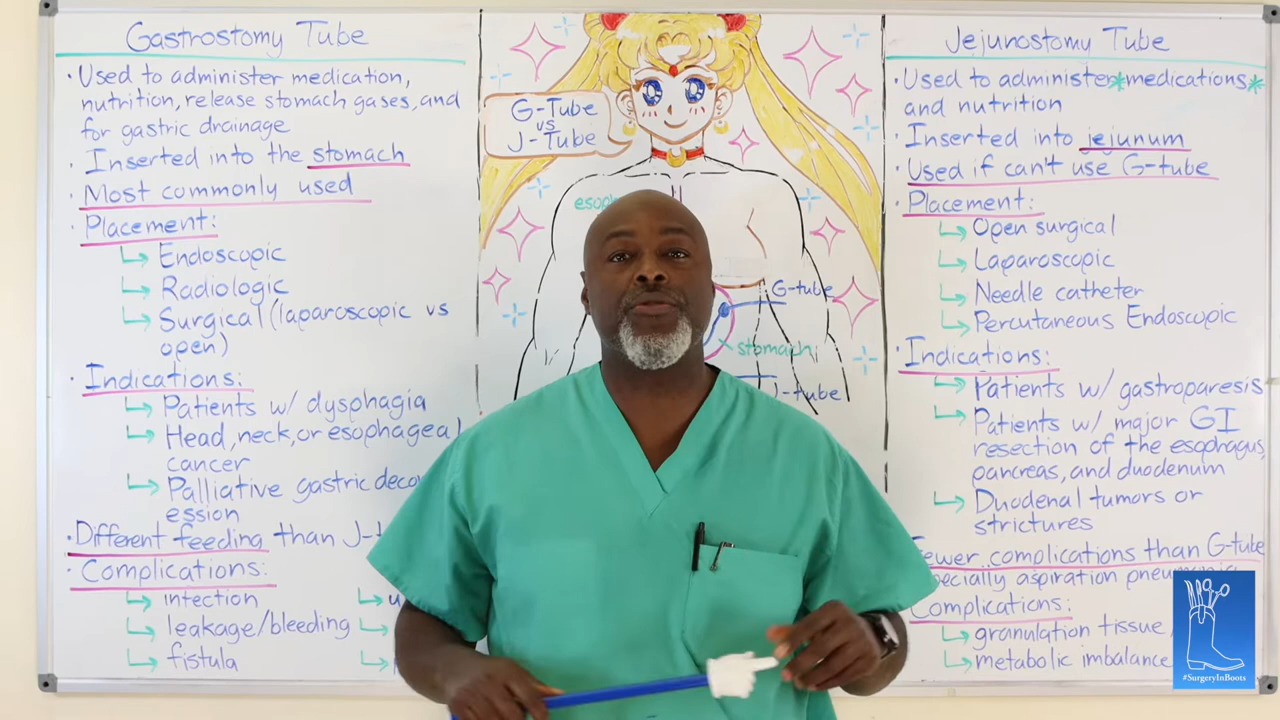 Gastrostomy Tube
· Used to administer medication,
nutrition, release stomach gases, and
for gastric drainage
· Inserted into the stomach
· Most commonly used
· Placement:
↳ Endoscopic
↳ Radiologic
↳ Surgical (laparoscopic vs
open)
· Indications:
↳ Patients w/ dysphagia
↳ Head, neck, or esophageal
cancer
↳ Palliative gastric
ession
· Different feeding than
· Complications:
↳ infection
↳ leakage/bleeding
↳ fistula
G-Tube
vs
J-Tube
G-tube
stomach
J-tube
Jejunostomy Tube
· Used to administer *medications*
and nutrition
· Inserted into jejunum
· Used if can't use G-tube
· Placement:
↳ Open surgical
↳ Laparoscopic
↳ Needle catheter
↳ Percutaneous Endoscopic
· Indications:
↳ Patients w/ gastroparesis
↳ Patients w/ major GI
resection of the esophagus,
pancreas, and duodenum
↳ Duodenal tumors or
strictures
Fewer complications than G-tube
especially aspiration pneumonia
Complications:
↳ granulation tissue,
↳ metabolic imbalance
#SurgeryInBoots